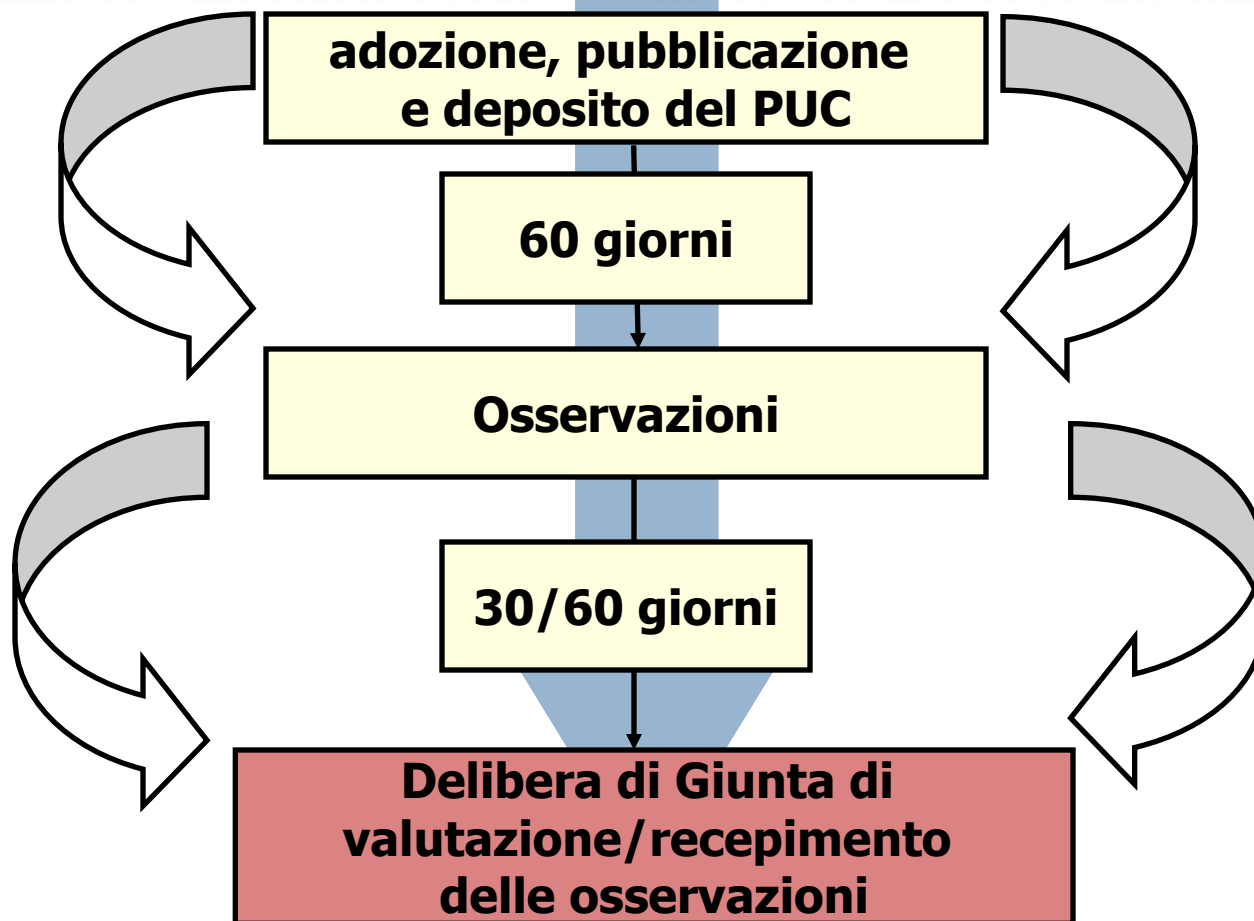 adozione, pubblicazione
e deposito del PUC
60 giorni
Osservazioni
30/60 giorni
Delibera di Giunta di
valutazione/recepimento
delle osservazioni